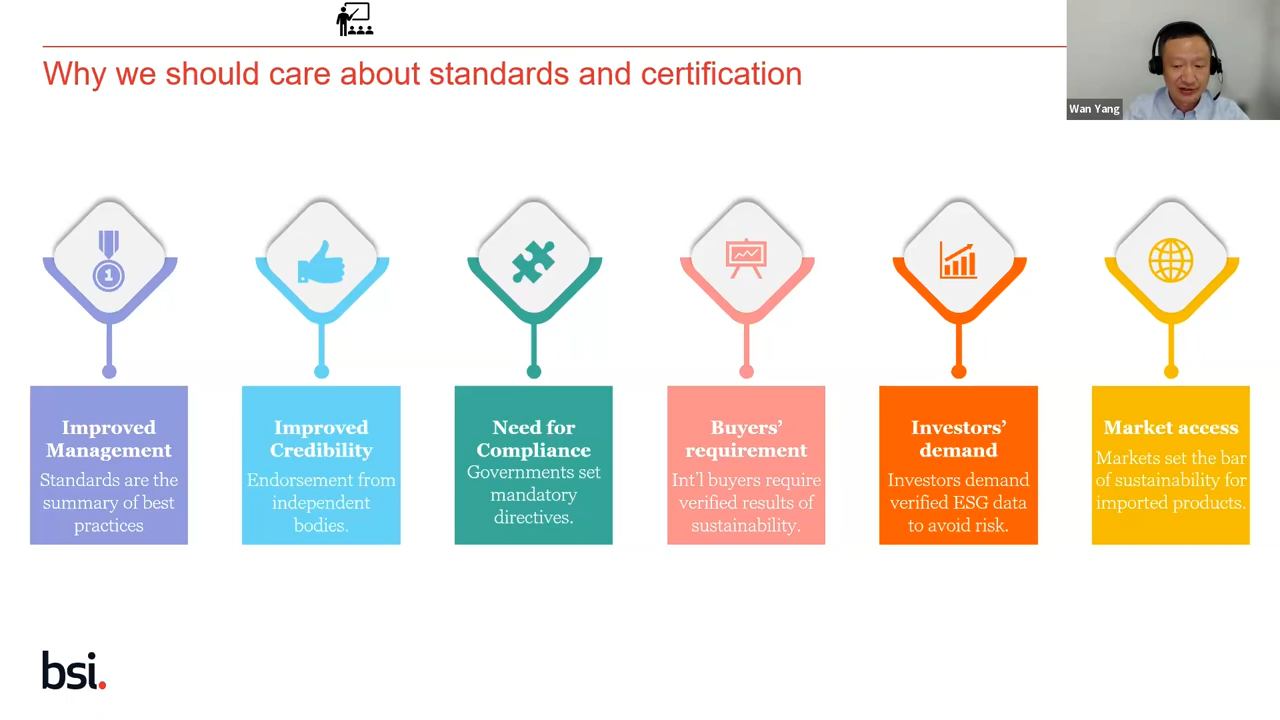 Why we should care about standards and certification
Wan Yang
1
Improved
Management
Standards are the
summary of best
practices
Improved
Credibility
Endorsement from
independent
bodies.
Need for
Compliance
Governments set
mandatory
directives.
Buyers’
requirement
Int’l buyers require
verified results of
sustainability.
Investors’
demand
Investors demand
verified ESG data
to avoid risk.
Market access
Markets set the bar
of sustainability for
imported products.
bsi.